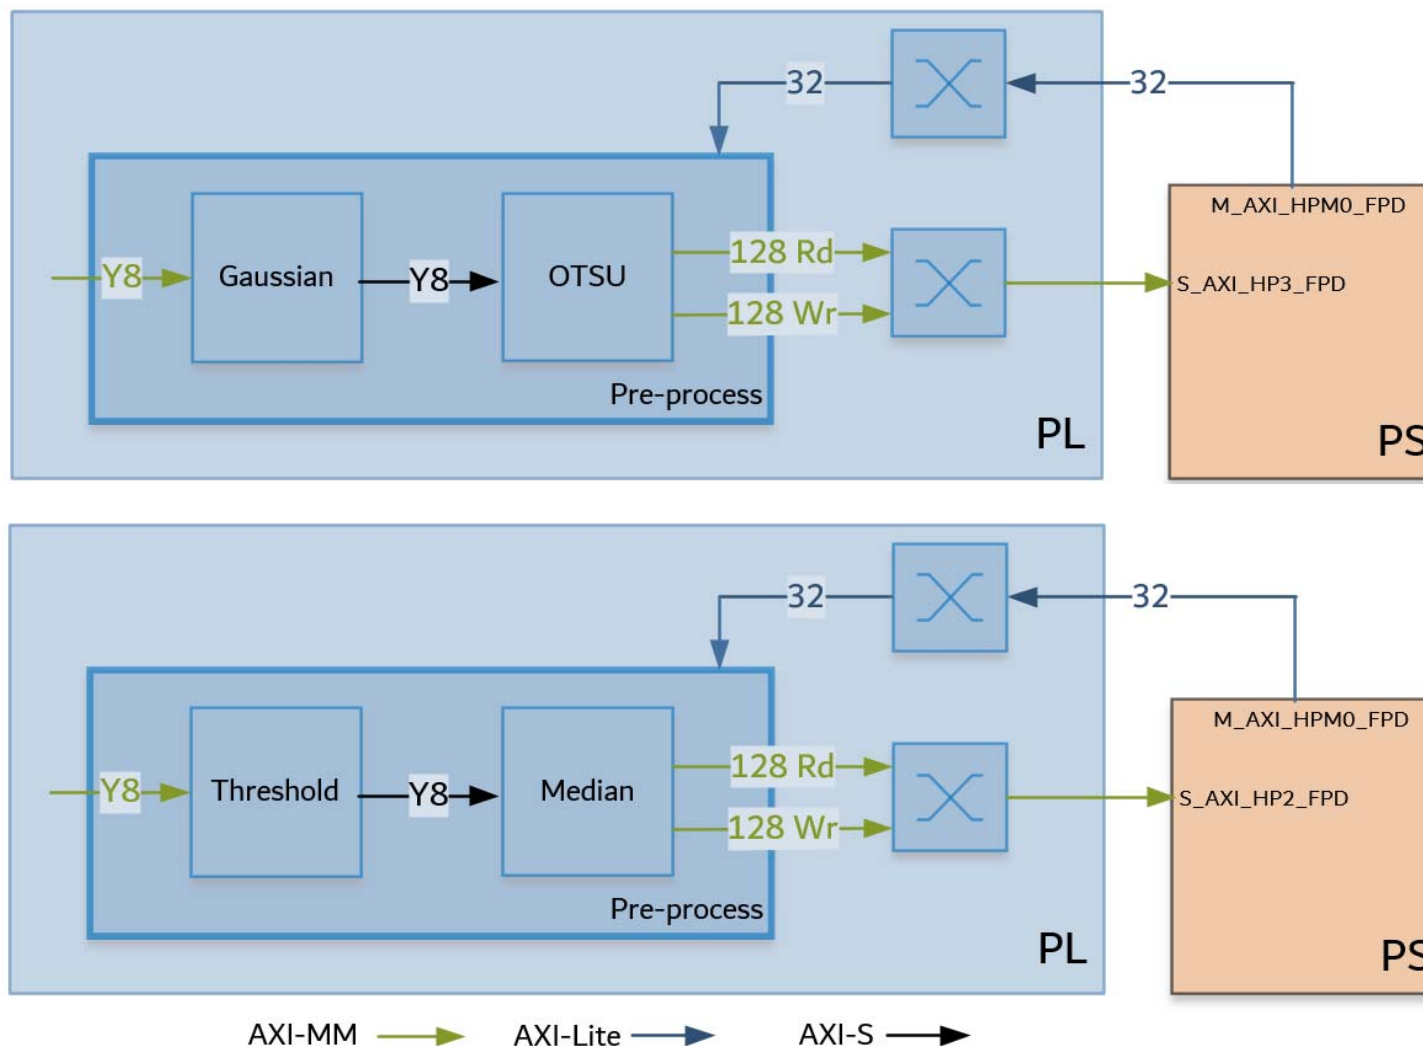 32
32
M_AXI_HPM0_FPD
Y8
Gaussian
Y8
OTSU
128 Rd
128 Wr
S_AXI_HP3_FPD
Pre-process
PL
PS
32
32
M_AXI_HPM0_FPD
Y8
Threshold
Y8
Median
128 Rd
128 Wr
S_AXI_HP2_FPD
Pre-process
PL
PS
AXI-MM AXI-Lite AXI-S